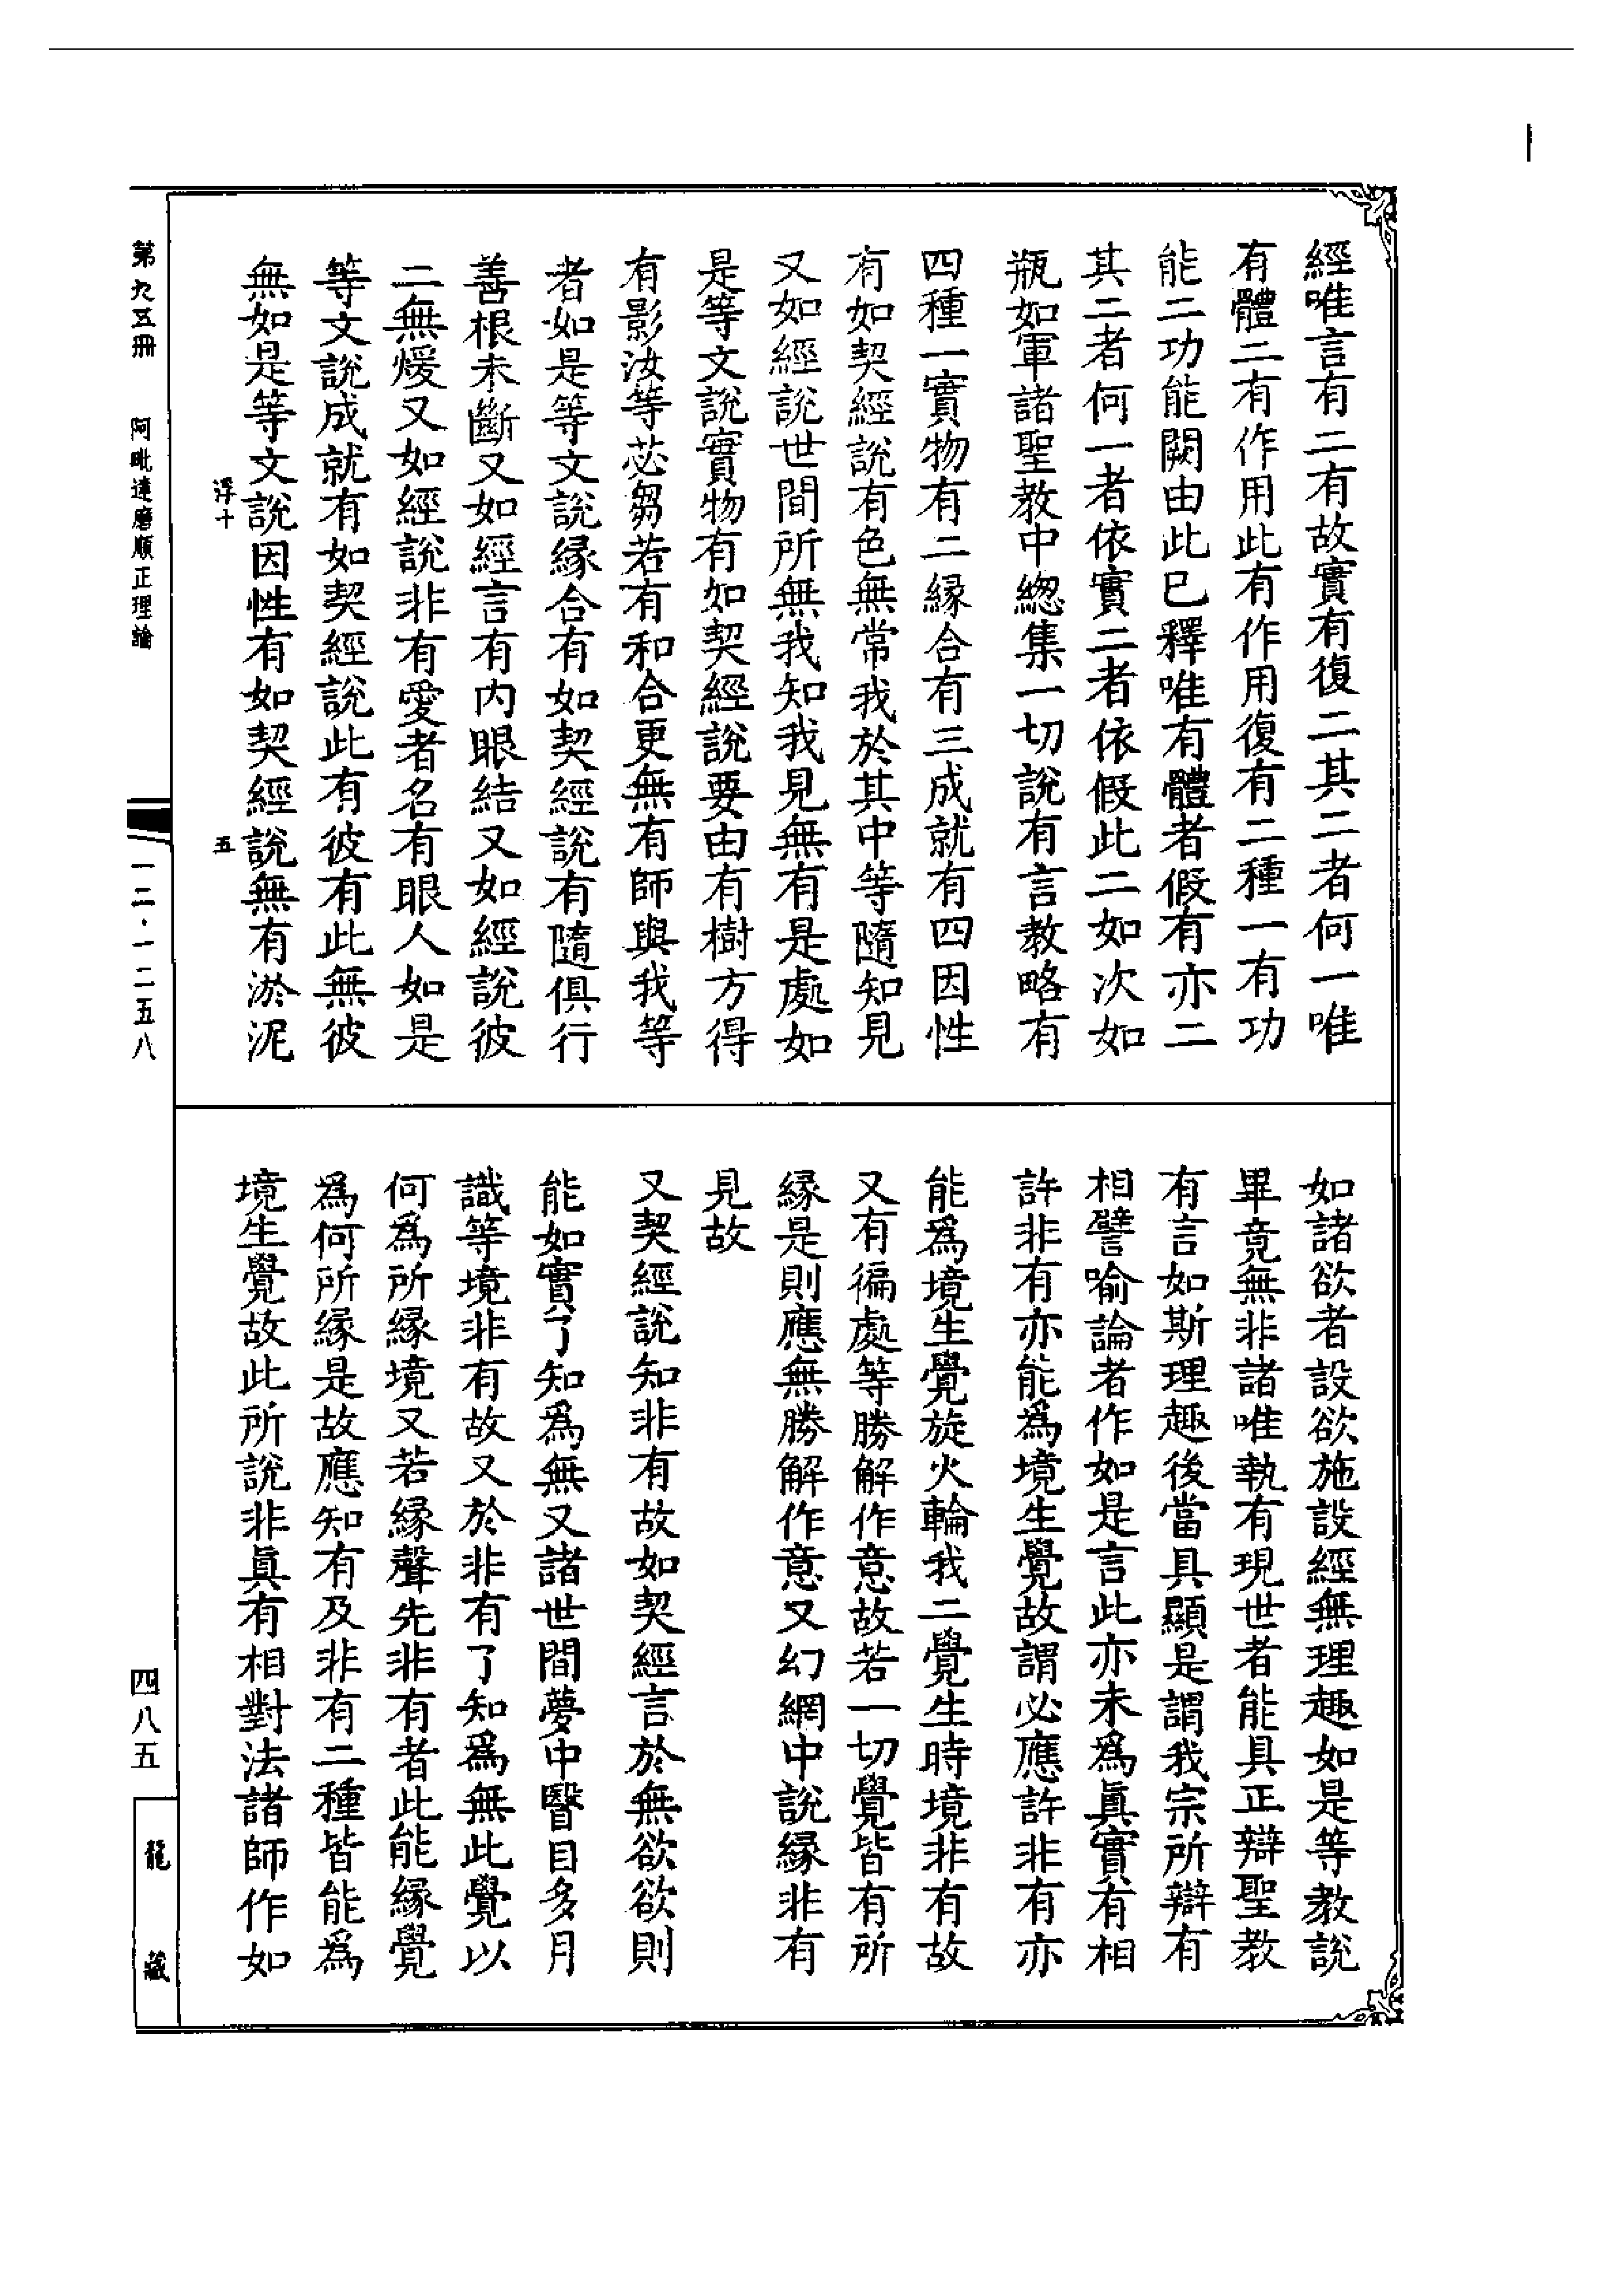 經唯言有二有故實有復二其二者何一唯
有體二有作用此有作用復有二種一有功
能二功能闕由此已釋唯有體者假有亦二
其二者何一者依實二者依假此二如次如
瓶如軍諸聖教中總集一切說有言教略有
四種一實物有二緣合有三成就有四因性
有如契經說有色無常我於其中等隨知見
又如經說世間所無我知我見無有是處如
是等文說實物有如契經說要由有樹方得
有影汝等苾芻若有和合更無有師與我等
者如是等文說緣合有如契經說有隨俱行
善根未斷又如經言有內眼結又如經說彼
二無煖又如經說非有愛者名有眼人如是
等文說成就有如契經說此有彼有此無彼
無如是等文說因性有如契經說無有淤泥
浮十
五
如諸欲者設欲施設經無理趣如是等教說
畢竟無非諸唯執有現世者能具正辯聖教
有言如斯理趣後當具顯是謂我宗所辯有
相譬喻論者作如是言此亦未為真實有相
許非有亦能為境生覺故謂必應許非有亦
能為境生覺旋火輪我二覺生時境非有故
又有徧處等勝解作意故若一切覺皆有所
緣是則應無勝解作意又幻網中說緣非有
見故
又契經說知非有故如契經言於無欲欲則
能如實了知為無又諸世間夢中瞖目多月
識等境非有故又於非有了知為無此覺以
何為所緣境又若緣聲先非有者此能緣覺
為何所緣是故應知有及非有二種皆能為
境生覺故此所說非真有相對法諸師作如
第九五冊 阿毗達磨順正理論
一二·一二五八
四八五
龍藏